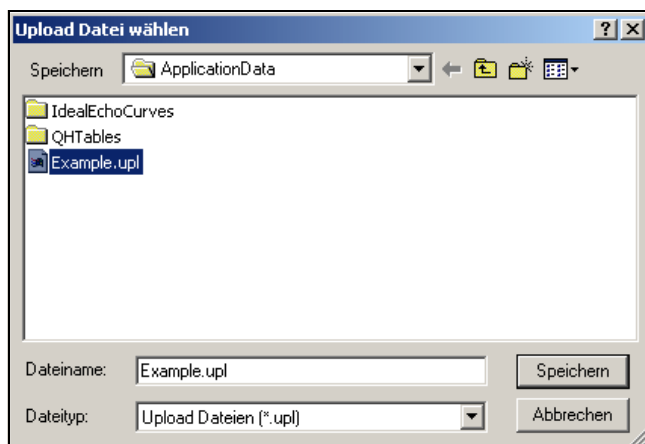 Upload Datei wählen
Speichern ApplicationData
IdealEchoCurves
QHTables
Example.upl
Dateiname: Example.upl Speichern
Dateityp: Upload Dateien (*.upl) Abbrechen